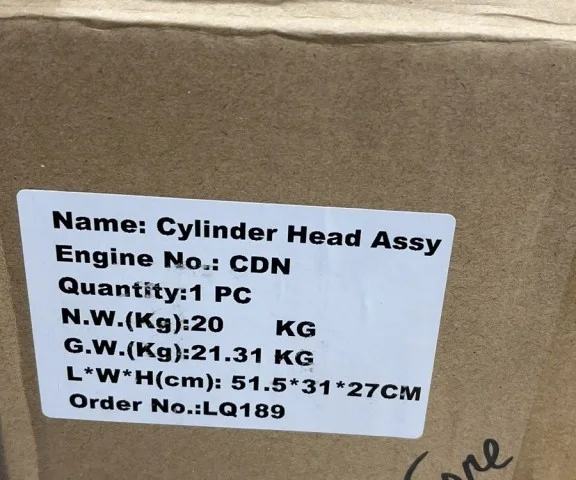 Name: Cylinder Head Assy
Engine No.: CDN
Quantity:1 PC
N.W.(Kg):20 KG
G.W.(Kg):21.31 KG
L*W*H(cm): 51.5*31*27CM
Order No.:LQ189